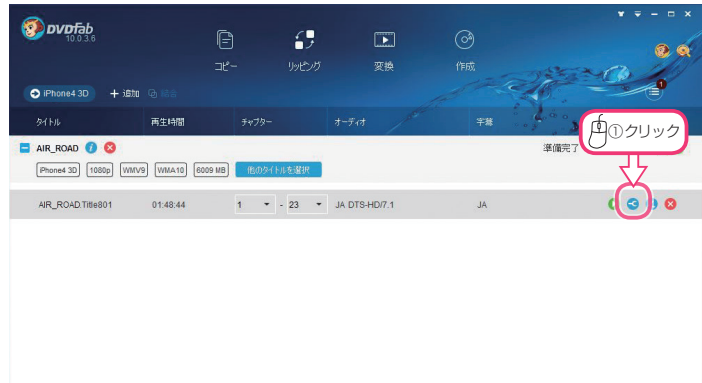 DVDfab
10.0.3.6
コピー
リッピング
変換
作成
iPhone4 3D
追加
結合
1
タイトル
再生時間
チャプター
オーディオ
字幕
①クリック
AIR_ROAD
準備完了
iPhone4 3D
1080p
WMV9
WMA10
6009 MB
他のタイトルを選択
AIR_ROAD.Title801
01:48:44
1 - 23
JA DTS-HD/7.1
JA